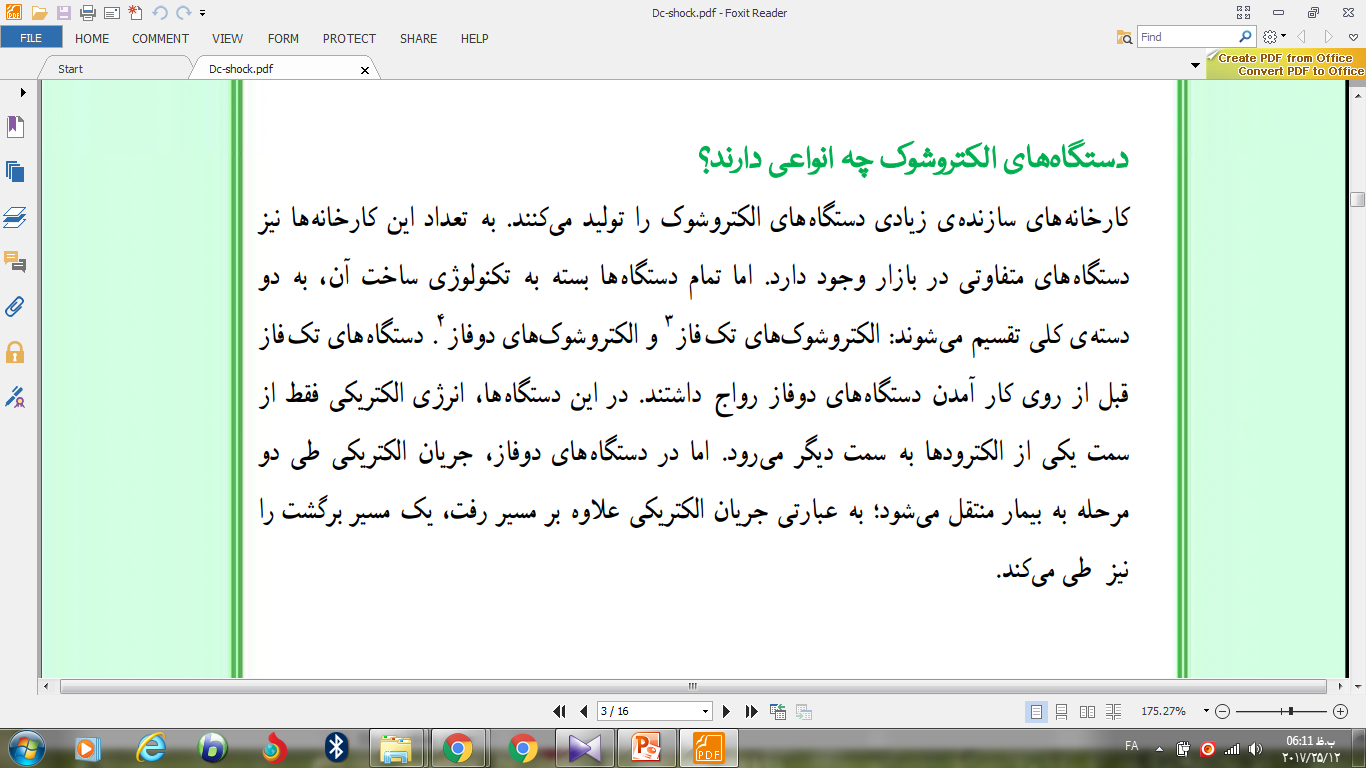 Dc-shock.pdf - Foxit Reader
FILE HOME COMMENT VIEW FORM PROTECT SHARE HELP
Find
Start
Dc-shock.pdf
Create PDF from Office
Convert PDF to Office
دستگاه‌های الکتروشوک چه انواعی دارند؟
کارخانه‌های سازنده‌ی زیادی دستگاه‌های الکتروشوک را تولید می‌کنند. به تعداد این کارخانه‌ها نیز
دستگاه‌های متفاوتی در بازار وجود دارد. اما تمام دستگاه‌ها بسته به تکنولوژی ساخت آن، به دو
دسته‌ی کلی تقسیم می‌شوند: الکتروشوک‌های تک‌فاز۳ و الکتروشوک‌های دوفاز۴. دستگاه‌های تک‌فاز
قبل از روی کار آمدن دستگاه‌های دوفاز رواج داشتند. در این دستگاه‌ها، انرژی الکتریکی فقط از
سمت یکی از الکترودها به سمت دیگر می‌رود. اما در دستگاه‌های دوفاز، جریان الکتریکی طی دو
مرحله به بیمار منتقل می‌شود؛ به عبارتی جریان الکتریکی علاوه بر مسیر رفت، یک مسیر برگشت را
نیز طی می‌کند.
3 / 16
175.27%
FA
06:11 ب.ظ
۲۰۱۷/۲۵/۱۲